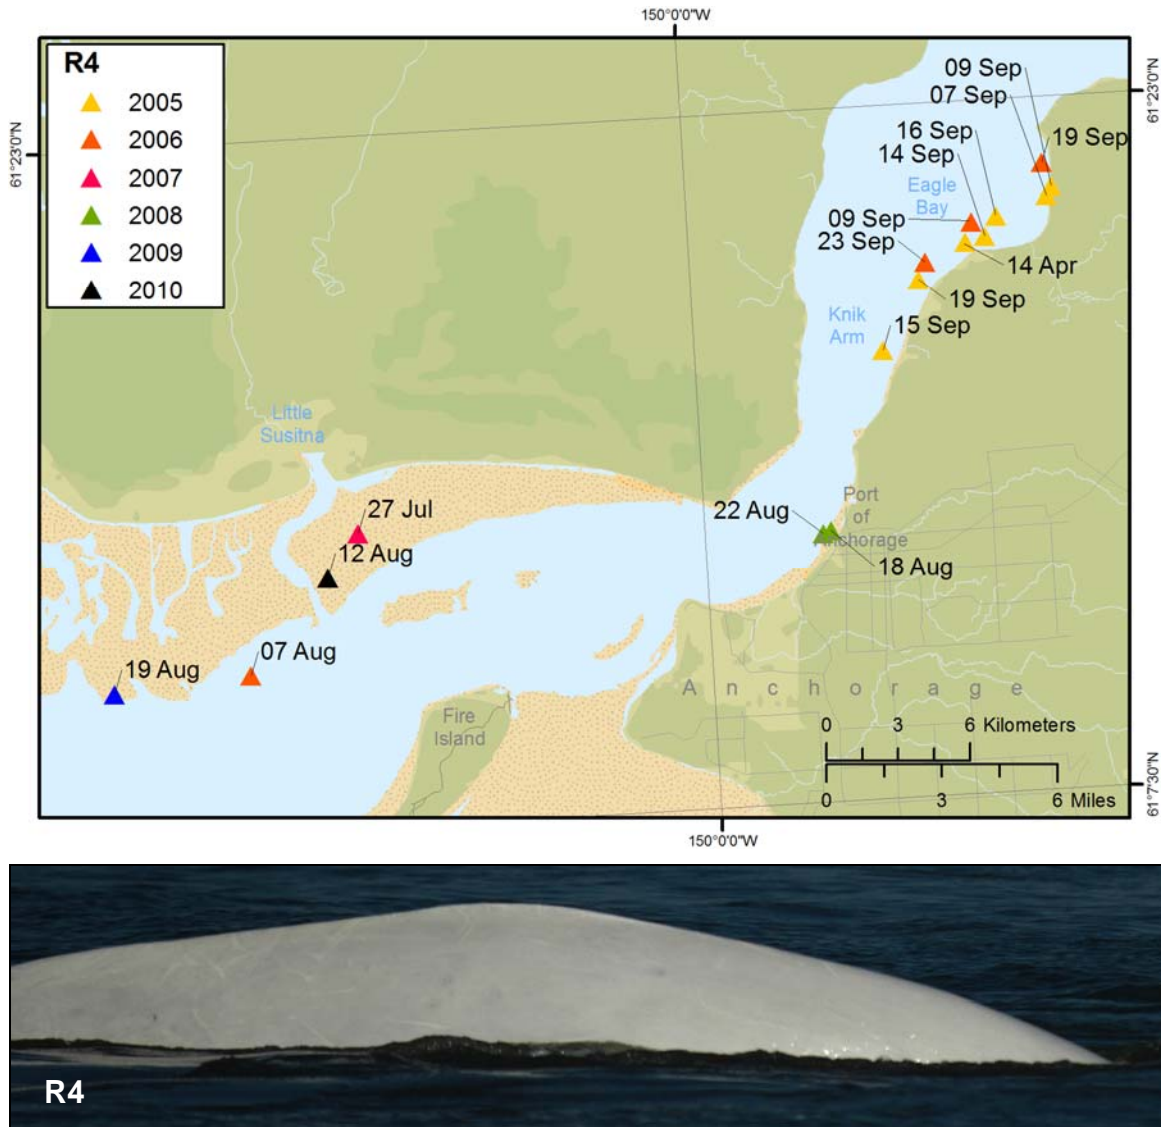 150°0'0"W
R4
2005
2006
2007
2008
2009
2010
61°23'0"N
61°23'0"N
09 Sep
07 Sep
19 Sep
16 Sep
14 Sep
Eagle
Bay
09 Sep
23 Sep
14 Apr
19 Sep
Knik
Arm
15 Sep
Little
Susitna
27 Jul
12 Aug
22 Aug
Port
of
Anchorage
18 Aug
07 Aug
19 Aug
Anchorage
Fire
Island
0 3 6 Kilometers
0 3 6 Miles
61°7'30"N
150°0'0"W
R4